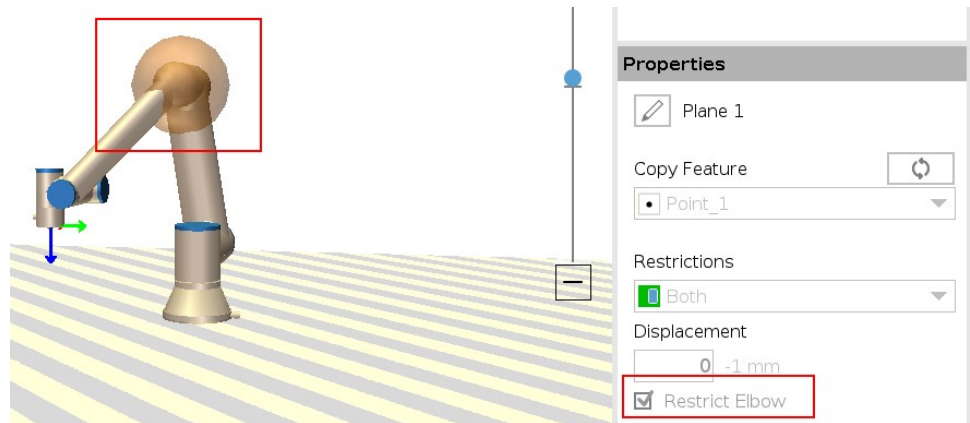 Properties
Plane 1
Copy Feature
Point_1
Restrictions
Both
Displacement
0 -1 mm
Restrict Elbow